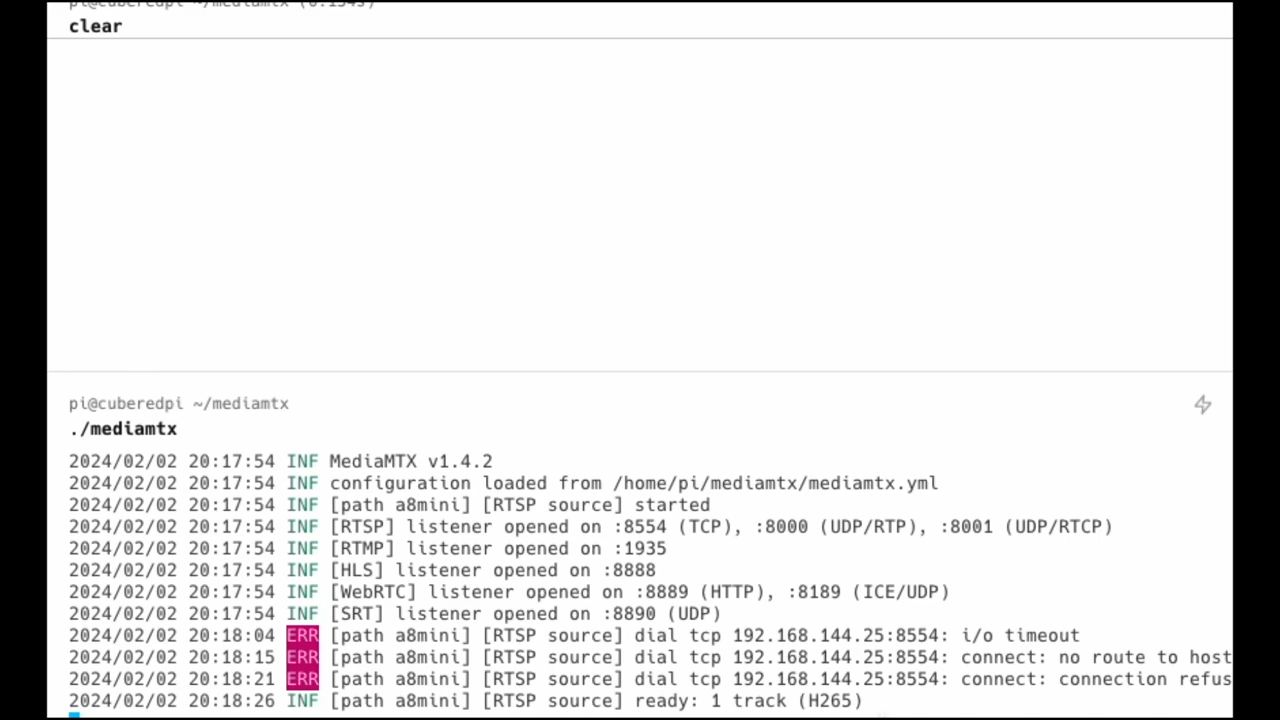 pi@cuberedpi ~/mediamtx (0.134s)
clear
pi@cuberedpi ~/mediamtx
./mediamtx
2024/02/02 20:17:54 INF MediaMTX v1.4.2
2024/02/02 20:17:54 INF configuration loaded from /home/pi/mediamtx/mediamtx.yml
2024/02/02 20:17:54 INF [path a8mini] [RTSP source] started
2024/02/02 20:17:54 INF [RTSP] listener opened on :8554 (TCP), :8000 (UDP/RTP), :8001 (UDP/RTCP)
2024/02/02 20:17:54 INF [RTMP] listener opened on :1935
2024/02/02 20:17:54 INF [HLS] listener opened on :8888
2024/02/02 20:17:54 INF [WebRTC] listener opened on :8889 (HTTP), :8189 (ICE/UDP)
2024/02/02 20:17:54 INF [SRT] listener opened on :8890 (UDP)
2024/02/02 20:18:04 ERR [path a8mini] [RTSP source] dial tcp 192.168.144.25:8554: i/o timeout
2024/02/02 20:18:15 ERR [path a8mini] [RTSP source] dial tcp 192.168.144.25:8554: connect: no route to host
2024/02/02 20:18:21 ERR [path a8mini] [RTSP source] dial tcp 192.168.144.25:8554: connect: connection refus
2024/02/02 20:18:26 INF [path a8mini] [RTSP source] ready: 1 track (H265)